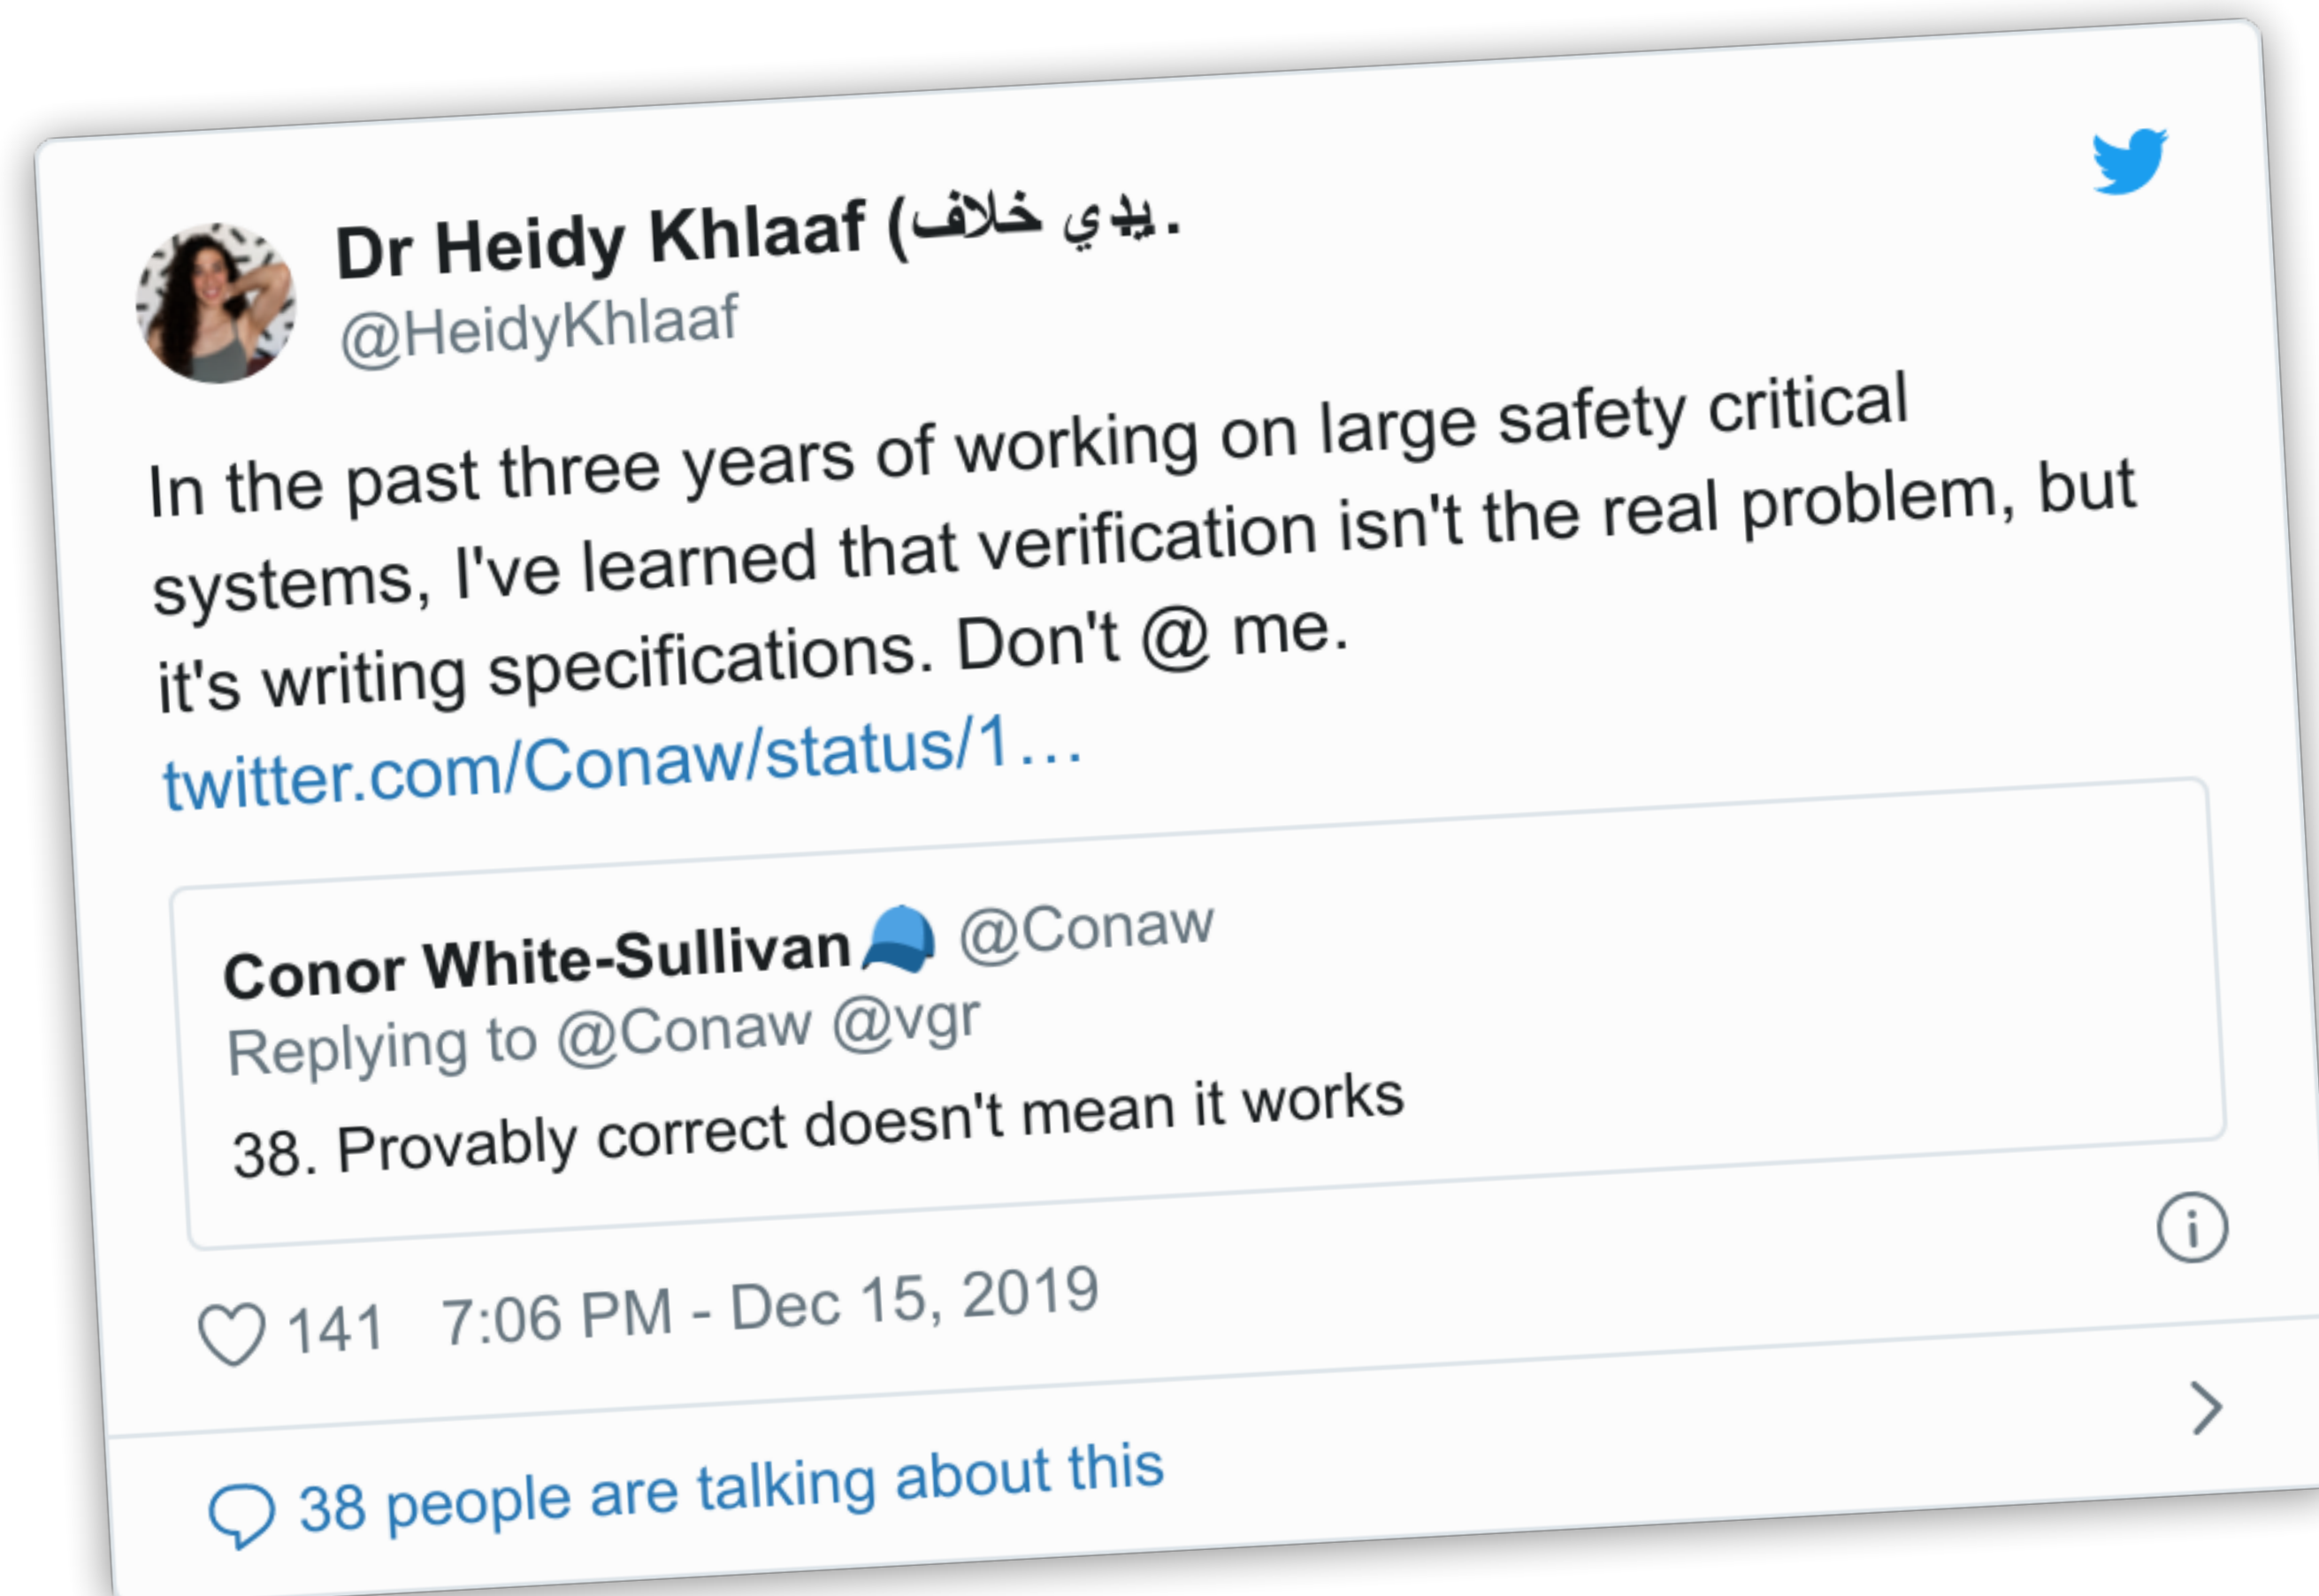 Dr Heidy Khlaaf (يدي خلاف.
@HeidyKhlaaf
In the past three years of working on large safety critical
systems, I've learned that verification isn't the real problem, but
it's writing specifications. Don't @ me.
twitter.com/Conaw/status/1…
Conor White-Sullivan🧢 @Conaw
Replying to @Conaw @vgr
38. Provably correct doesn't mean it works
141 7:06 PM - Dec 15, 2019
38 people are talking about this